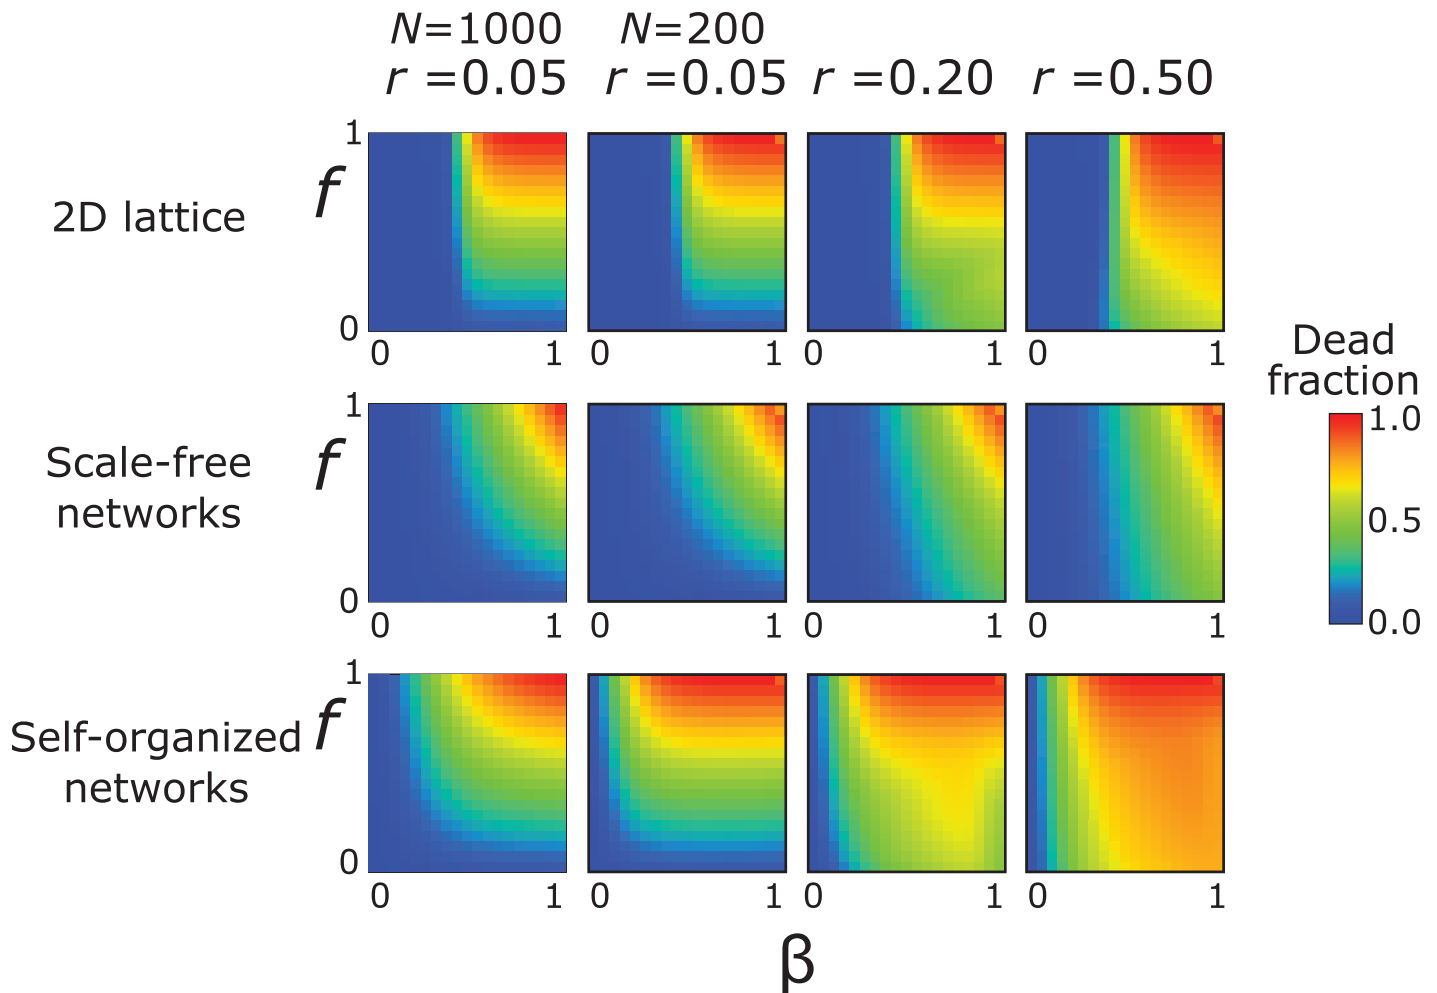 N=1000 N=200
r =0.05 r =0.05 r =0.20 r =0.50
2D lattice
1
f
0
0 1 0 1 0 1 0 1
Scale-free
networks
1
f
0
0 1 0 1 0 1 0 1
Self-organized
networks
1
f
0
0 1 0 1 0 1 0 1
β
Dead
fraction
1.0
0.5
0.0